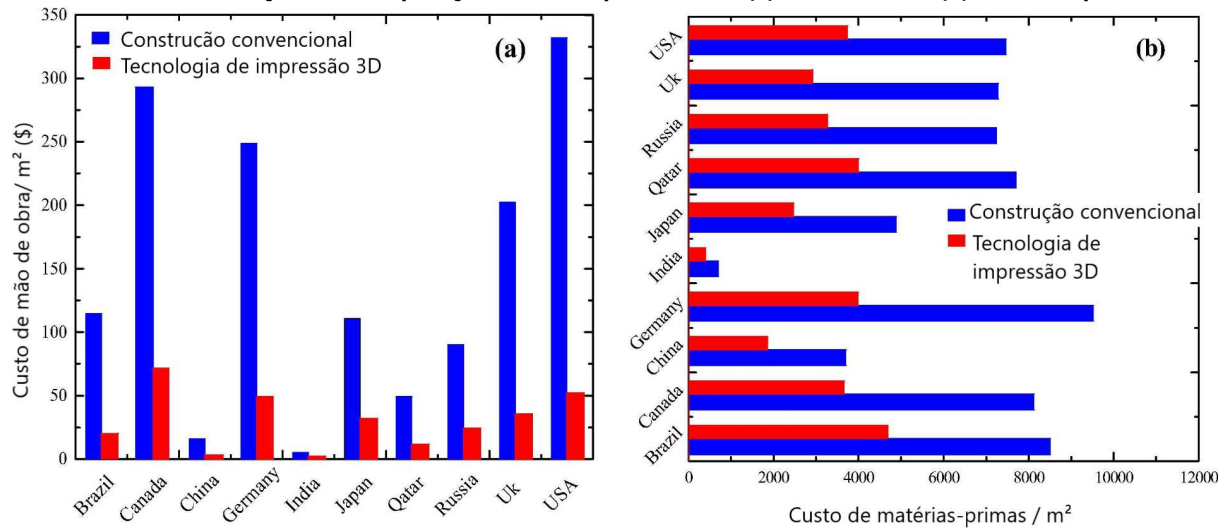 350
300
250
200
150
100
50
0
Custo de mão de obra/ m² ($)
Construcão convencional
Tecnologia de impressão 3D
(a)
Brazil
Canada
China
Germany
India
Japan
Qatar
Russia
Uk
USA
(b)
USA
Uk
Russia
Qatar
Japan
India
Germany
China
Canada
Brazil
Construção convencional
Tecnologia de
impressão 3D
0 2000 4000 6000 8000 10000 12000
Custo de matérias-primas / m²